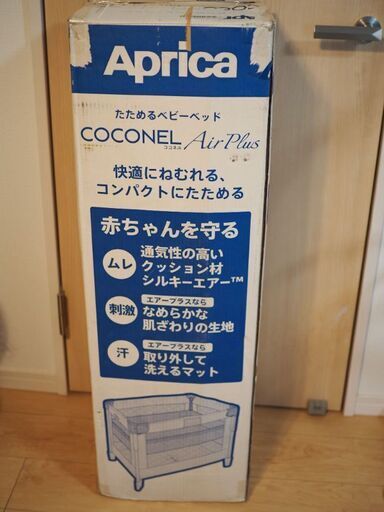 Aprica
たためるベビーベッド
COCONEL Air Plus
ココネル
快適にねむれる、
コンパクトにたためる
赤ちゃんを守る
ムレ
通気性の高い
クッション材
シルキーエアー™
刺激
エアープラスなら
なめらかな
肌ざわりの生地
汗
エアープラスなら
取り外して
洗えるマット